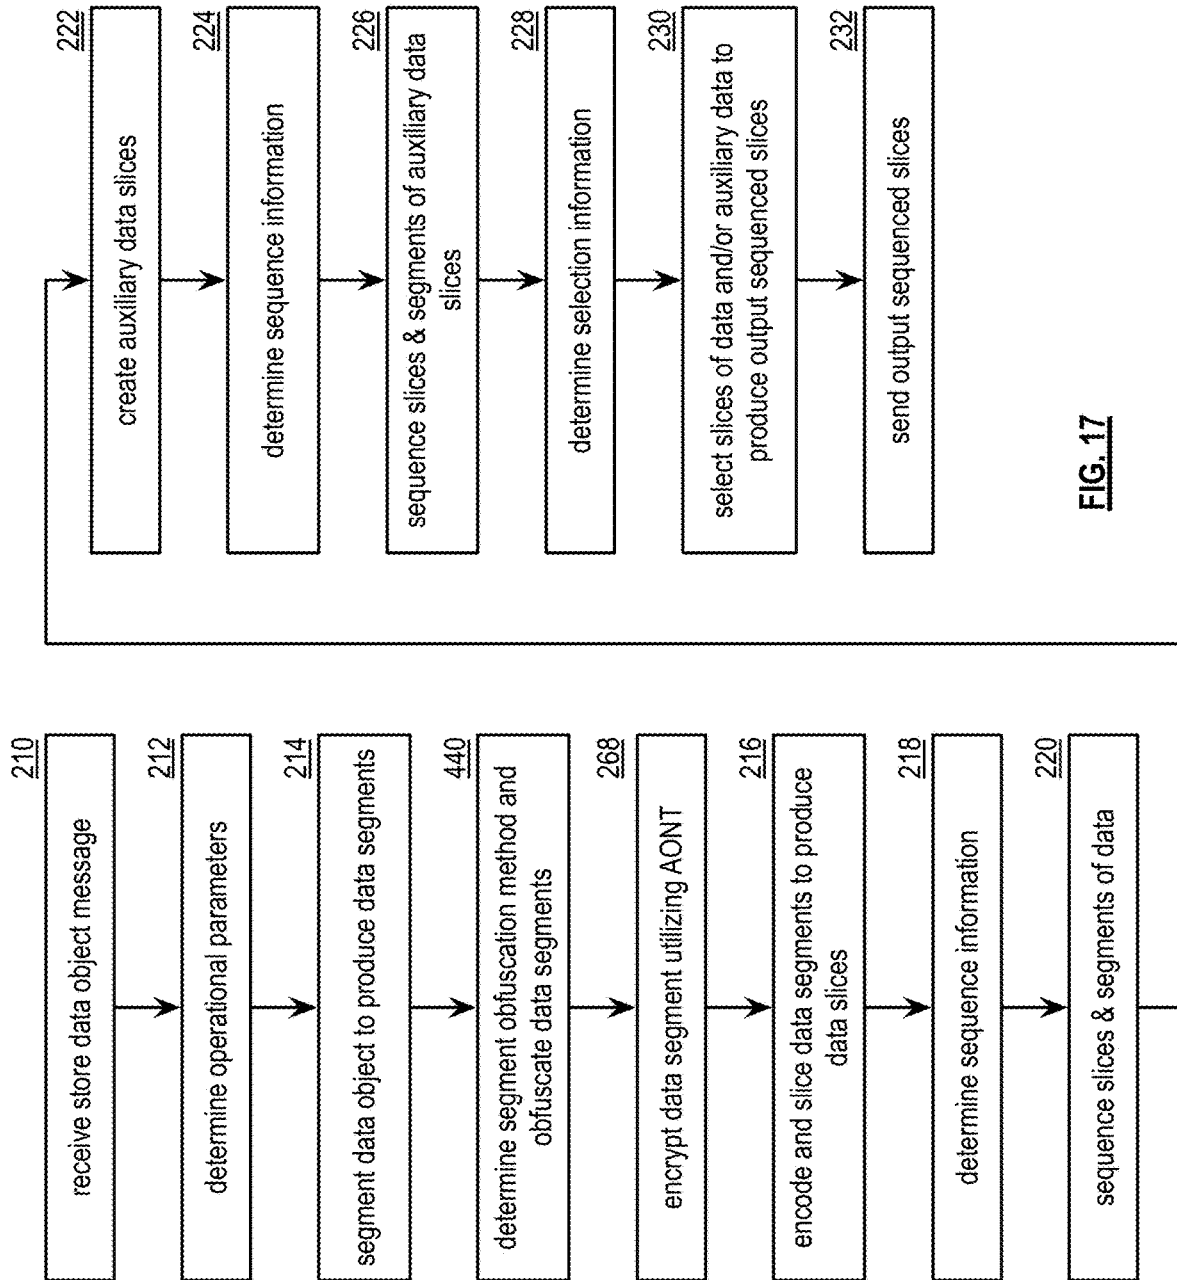 210
receive store data object message
212
determine operational parameters
214
segment data object to produce data segments
440
determine segment obfuscation method and
obfuscate data segments
268
encrypt data segment utilizing AONT
216
encode and slice data segments to produce
data slices
218
determine sequence information
220
sequence slices & segments of data
222
create auxiliary data slices
224
determine sequence information
226
sequence slices & segments of auxiliary data
slices
228
determine selection information
230
select slices of data and/or auxiliary data to
produce output sequenced slices
232
send output sequenced slices
FIG. 17